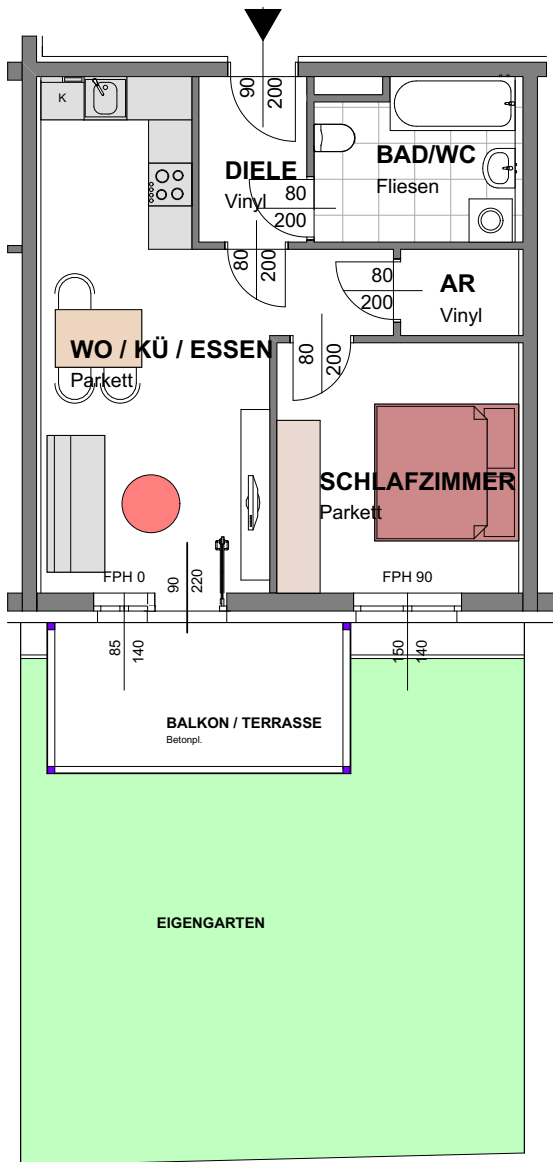 90
200
K
DIELE
Vinyl
BAD/WC
Fliesen
80
200
80
200
80
200
AR
Vinyl
WO / KÜ / ESSEN
Parkett
80
200
SCHLAFZIMMER
Parkett
FPH 0
90
220
FPH 90
85
140
150
140
BALKON / TERRASSE
Betonpl.
EIGENGARTEN